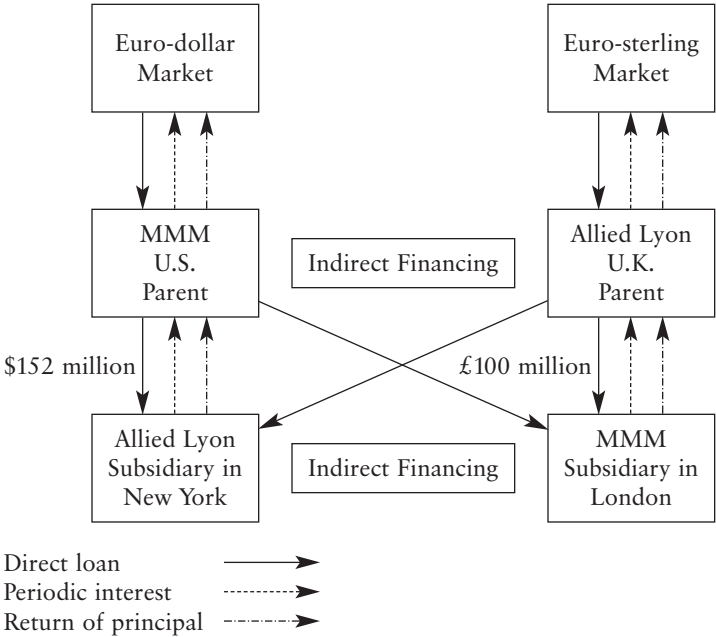 Euro-dollar
Market
Euro-sterling
Market
MMM
U.S.
Parent
Indirect Financing
Allied Lyon
U.K.
Parent
$152 million
£100 million
Allied Lyon
Subsidiary in
New York
Indirect Financing
MMM
Subsidiary in
London
Direct loan
Periodic interest
Return of principal